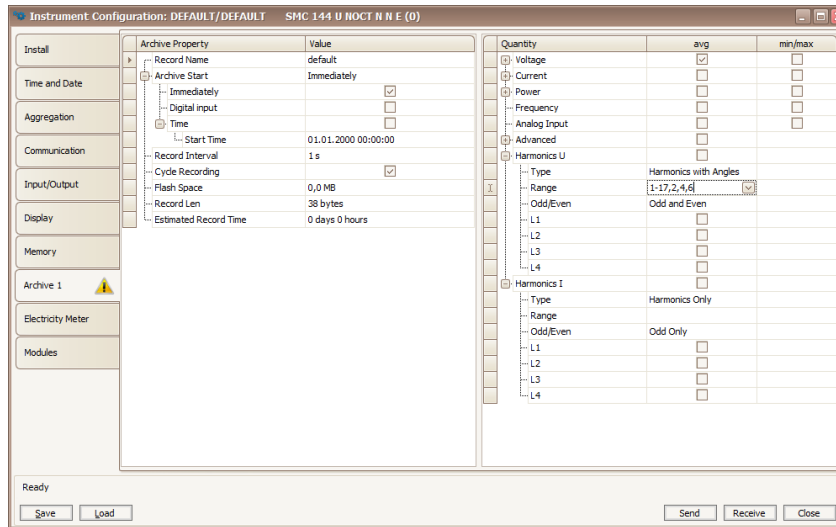 Instrument Configuration: DEFAULT/DEFAULT SMC 144 U NOCT N N E (0)
Install
Time and Date
Aggregation
Communication
Input/Output
Display
Memory
Archive 1
Electricity Meter
Modules
Archive Property Value
Record Name default
Archive Start Immediately
Immediately
Digital input
Time
Start Time 01.01.2000 00:00:00
Record Interval 1 s
Cycle Recording
Flash Space 0,0 MB
Record Len 38 bytes
Estimated Record Time 0 days 0 hours
Quantity avg min/max
Voltage
Current
Power
Frequency
Analog Input
Advanced
Harmonics U
Type Harmonics with Angles
Range 1-17,2,4,6
Odd/Even Odd and Even
L1
L2
L3
L4
Harmonics I
Type Harmonics Only
Range
Odd/Even Odd Only
L1
L2
L3
L4
Ready
Save Load Send Receive Close